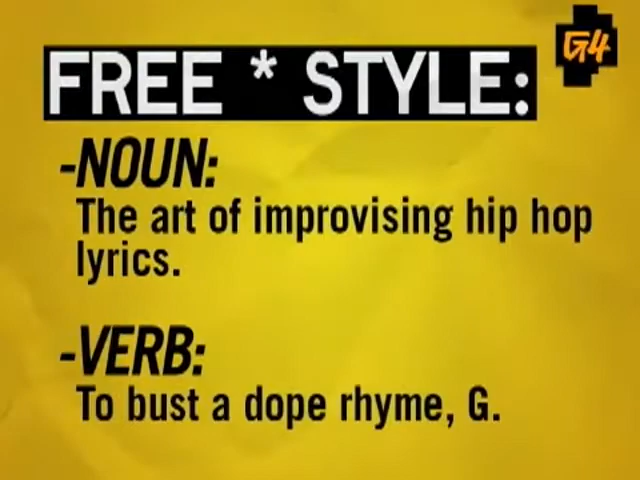 G4
FREE * STYLE:
-NOUN:
The art of improvising hip hop
lyrics.
-VERB:
To bust a dope rhyme, G.